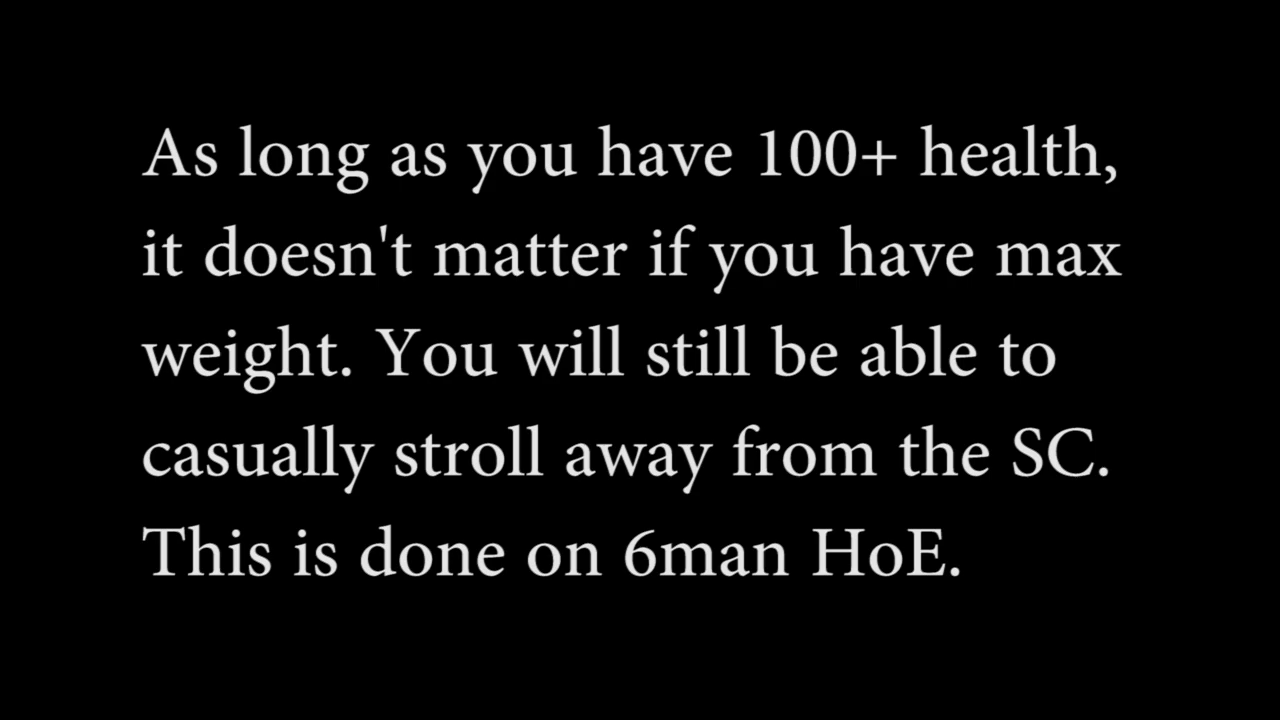 As long as you have 100+ health,
it doesn't matter if you have max
weight. You will still be able to
casually stroll away from the SC.
This is done on 6man HoE.